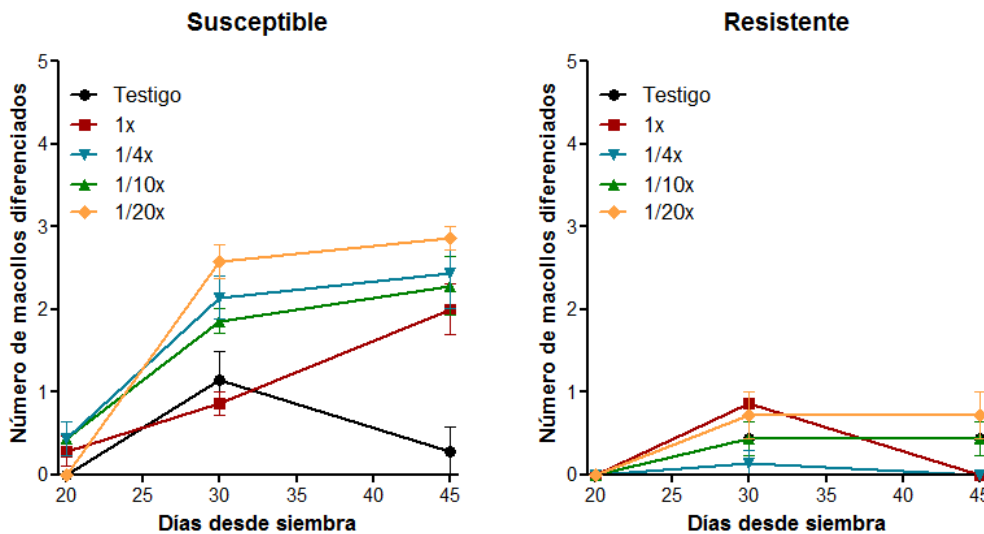 Susceptible
Número de macollos diferenciados
5
4
3
2
1
0
Testigo
1x
1/4x
1/10x
1/20x
20
25
30
35
40
45
Días desde siembra
Resistente
Número de macollos diferenciados
5
4
3
2
1
0
Testigo
1x
1/4x
1/10x
1/20x
20
25
30
35
40
45
Días desde siembra